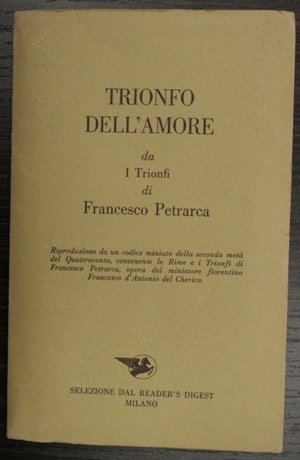 TRIONFO
DELL'AMORE
da
I Trionfi
di
Francesco Petrarca
Riproduzione da un codice miniato della seconda metà
del Quattrocento, contenente le Rime e i Trionfi di
Francesco Petrarca, opera del miniatore fiorentino
Francesco d'Antonio del Cherico.
SELEZIONE DAL READER'S DIGEST
MILANO